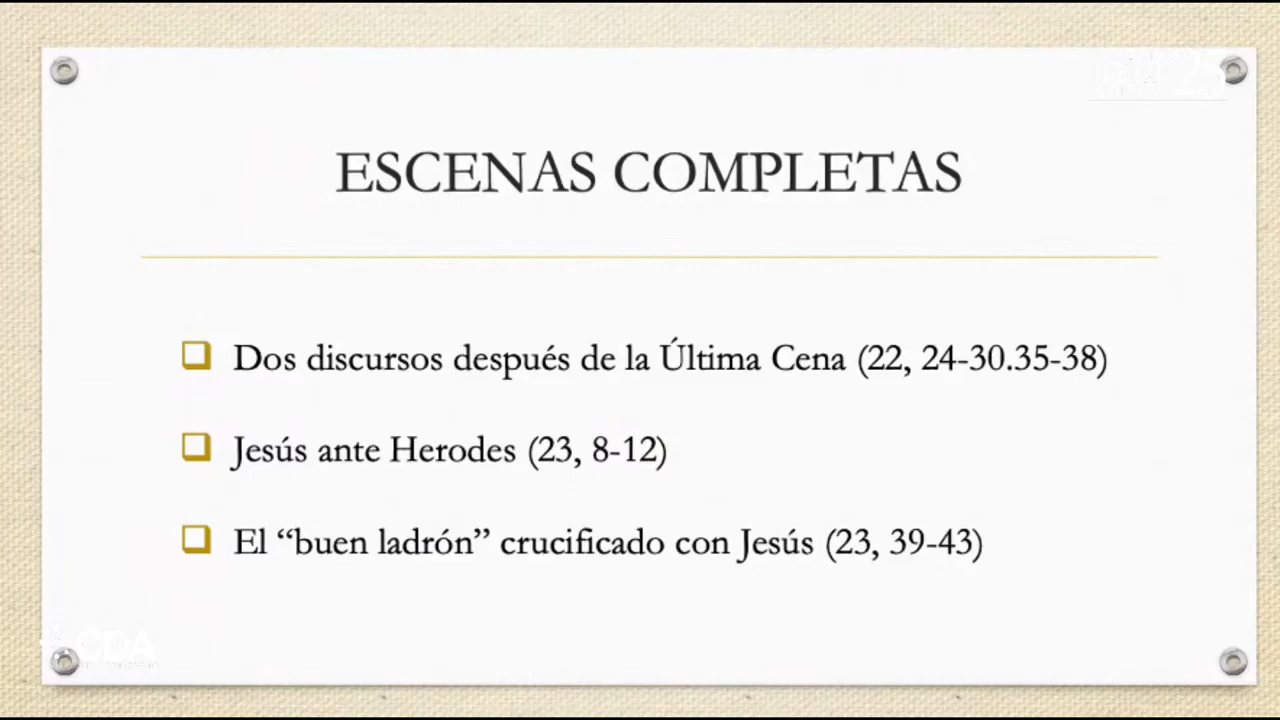 ESCENAS COMPLETAS
Dos discursos después de la Última Cena (22, 24-30.35-38)
Jesús ante Herodes (23, 8-12)
El “buen ladrón” crucificado con Jesús (23, 39-43)
CDA